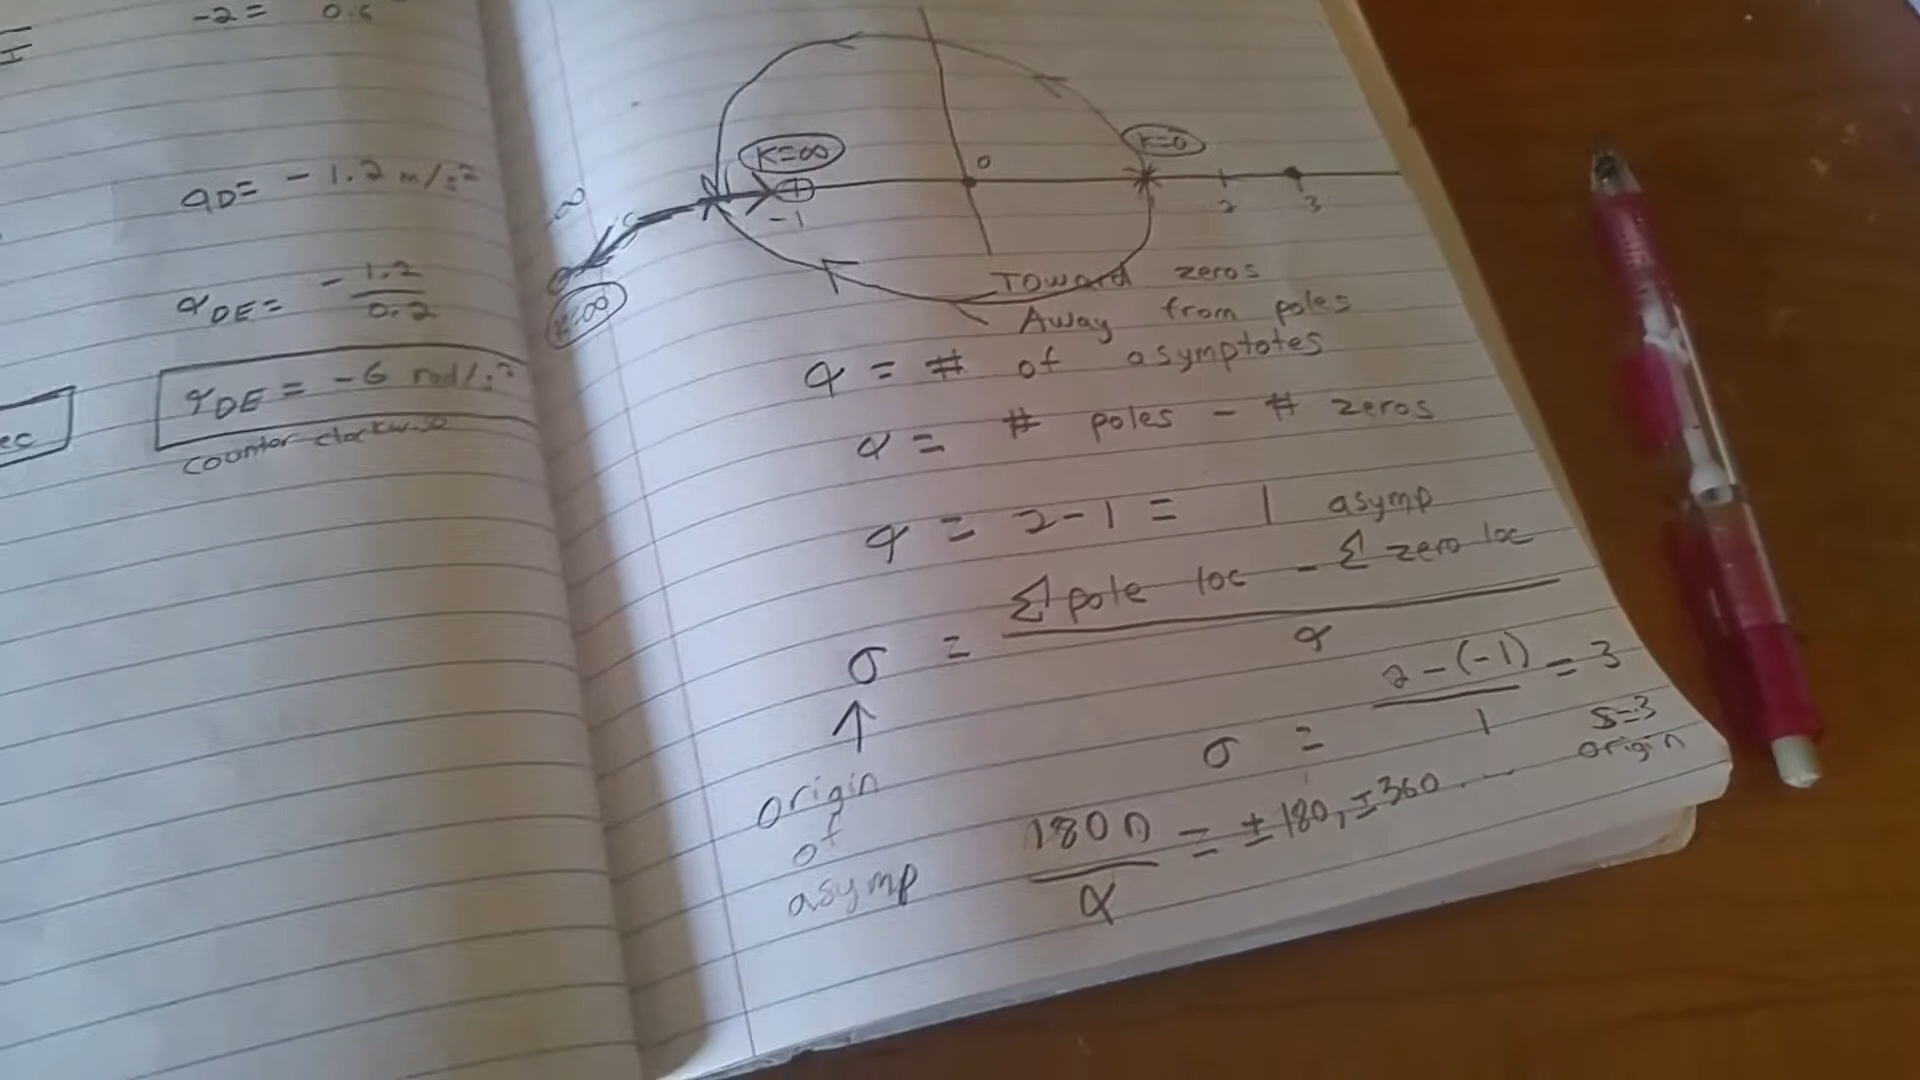 -2 = 0.6
I
aD = -1.2 m/s²
αDE = - 1.2
0.2
αDE = -6 rad/s²
counter clockwise
ec
K=∞
K=0
0
∞
-1
2
3
K=∞
Toward zeros
Away from poles
α = # of asymptotes
α = # poles - # zeros
α = 2-1 = 1 asymp
σ = Σ pole loc - Σ zero loc
α
↑
origin
of
asymp
σ = 2-(-1) = 3
1
s=3
origin
180n = ±180, ±360 ...
α